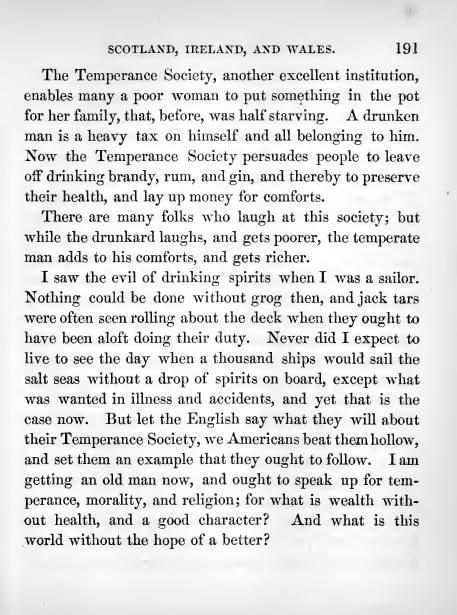 SCOTLAND, IRELAND, AND WALES. 191
The Temperance Society, another excellent institution,
enables many a poor woman to put something in the pot
for her family, that, before, was half starving. A drunken
man is a heavy tax on himself and all belonging to him.
Now the Temperance Society persuades people to leave
off drinking brandy, rum, and gin, and thereby to preserve
their health, and lay up money for comforts.
There are many folks who laugh at this society; but
while the drunkard laughs, and gets poorer, the temperate
man adds to his comforts, and gets richer.
I saw the evil of drinking spirits when I was a sailor.
Nothing could be done without grog then, and jack tars
were often seen rolling about the deck when they ought to
have been aloft doing their duty. Never did I expect to
live to see the day when a thousand ships would sail the
salt seas without a drop of spirits on board, except what
was wanted in illness and accidents, and yet that is the
case now. But let the English say what they will about
their Temperance Society, we Americans beat them hollow,
and set them an example that they ought to follow. I am
getting an old man now, and ought to speak up for tem-
perance, morality, and religion; for what is wealth with-
out health, and a good character? And what is this
world without the hope of a better?